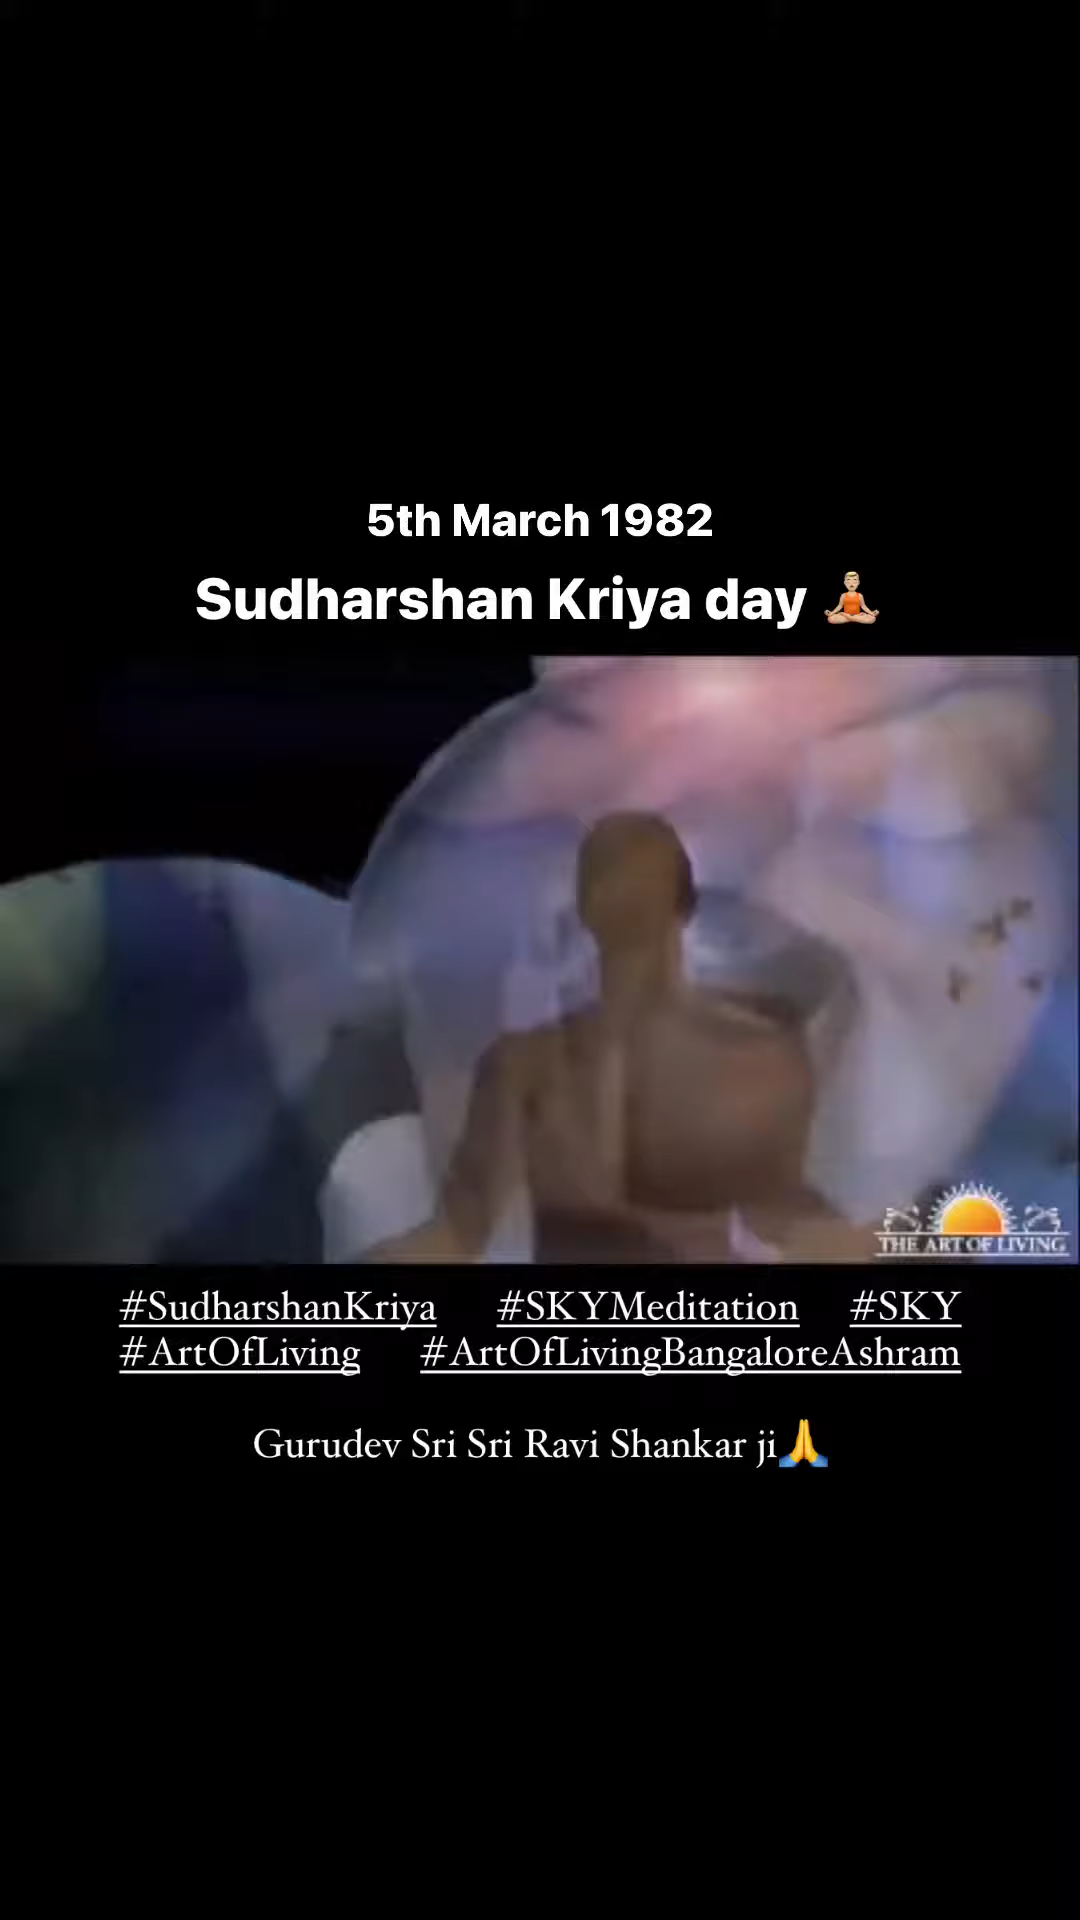 5th March 1982
Sudharshan Kriya day 🧘🏼
THE ART OF LIVING
#SudharshanKriya #SKYMeditation #SKY
#ArtOfLiving #ArtOfLivingBangaloreAshram
Gurudev Sri Sri Ravi Shankar ji🙏